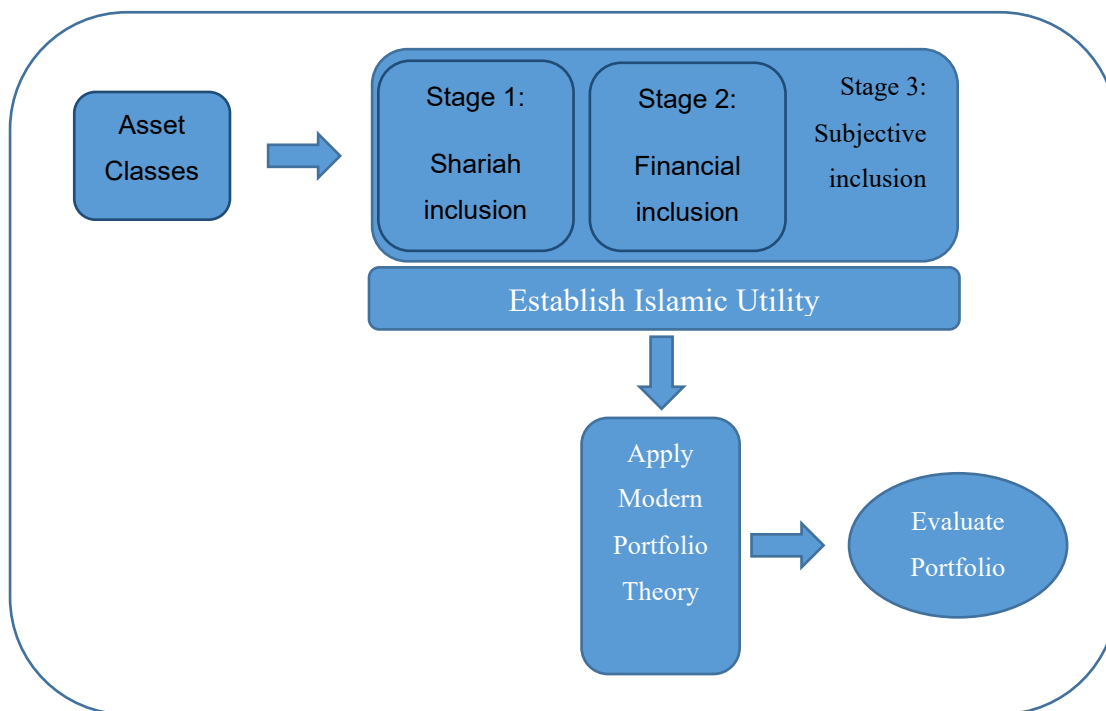 Asset
Classes
Stage 1:
Shariah
inclusion
Stage 2:
Financial
inclusion
Stage 3:
Subjective
inclusion
Establish Islamic Utility
Apply
Modern
Portfolio
Theory
Evaluate
Portfolio